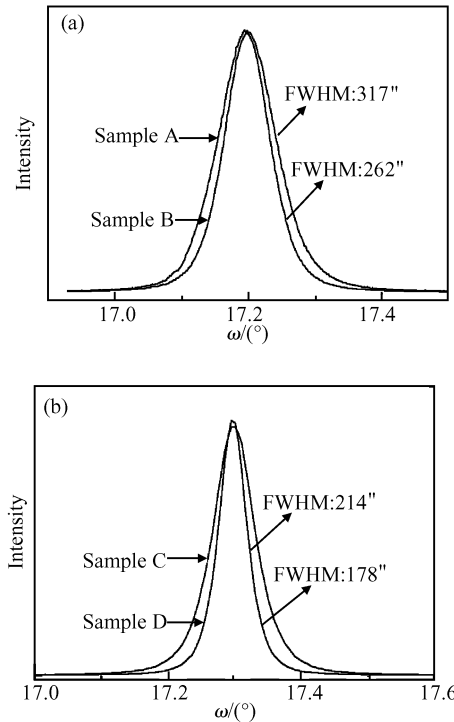 (a)
FWHM:317"
Sample A
FWHM:262"
Sample B
Intensity
17.0 17.2 17.4
ω/(°)
(b)
FWHM:214"
Sample C
FWHM:178"
Sample D
Intensity
17.0 17.2 17.4 17.6
ω/(°)